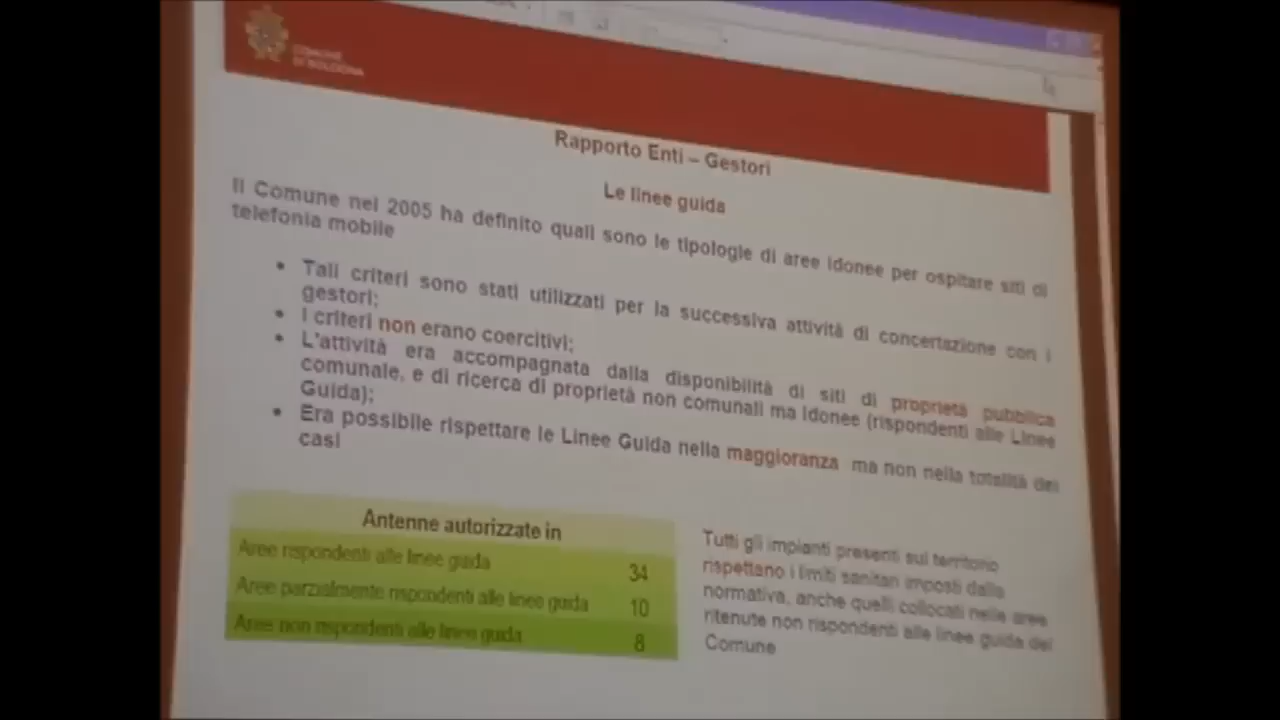 COMUNE
DI BOLOGNA
Rapporto Enti – Gestori
Le linee guida
Il Comune nel 2005 ha definito quali sono le tipologie di aree idonee per ospitare siti di
telefonia mobile
• Tali criteri sono stati utilizzati per la successiva attività di concertazione con i
gestori;
• I criteri non erano coercitivi;
• L'attività era accompagnata dalla disponibilità di siti di proprietà pubblica
comunale, e di ricerca di proprietà non comunali ma idonee (rispondenti alle Linee
Guida);
• Era possibile rispettare le Linee Guida nella maggioranza ma non nella totalità dei
casi
Antenne autorizzate in
Aree rispondenti alle linee guida 34
Aree parzialmente rispondenti alle linee guida 10
Aree non rispondenti alle linee guida 8
Tutti gli impianti presenti sul territorio
rispettano i limiti sanitari imposti dalla
normativa, anche quelli collocati nelle aree
ritenute non rispondenti alle linee guida del
Comune